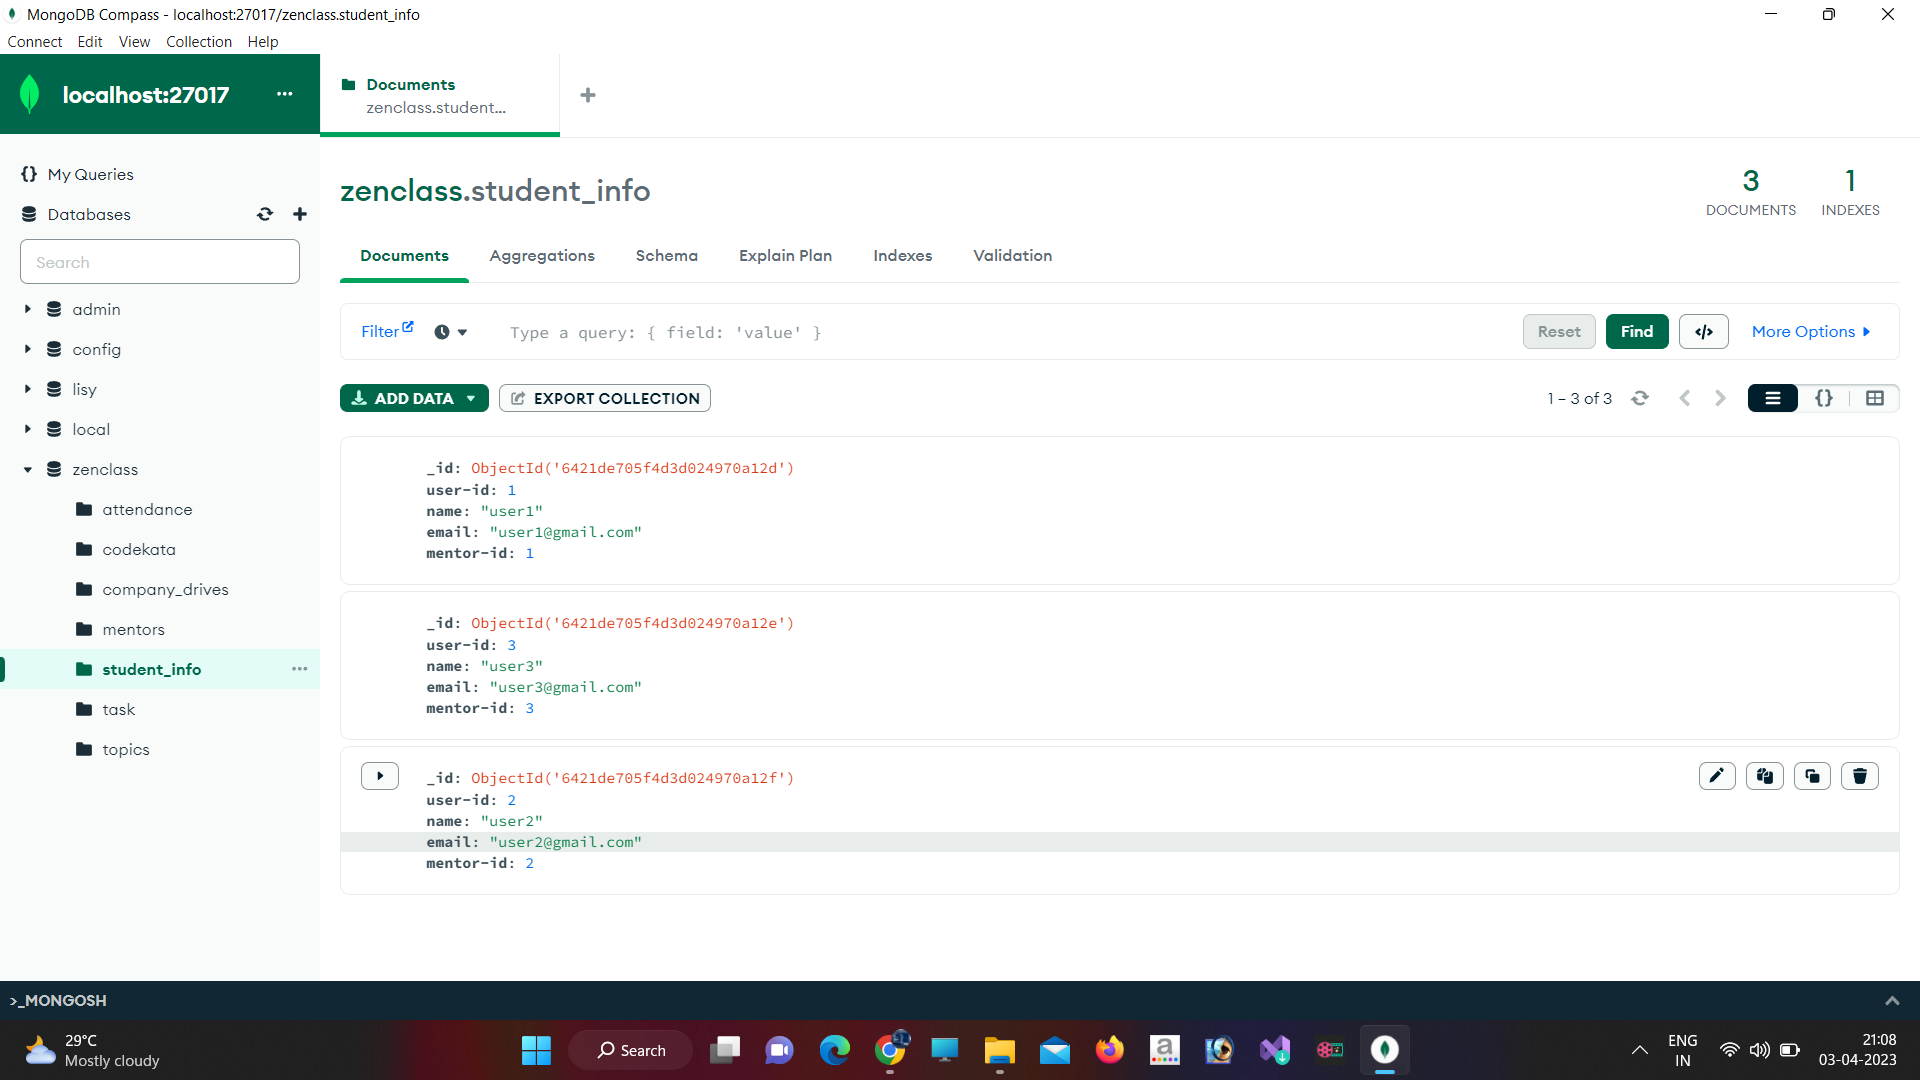 MongoDB Compass - localhost:27017/zenclass.student_info
Connect Edit View Collection Help
localhost:27017 ...
Documents
zenclass.student...
{} My Queries
Databases
Search
admin
config
lisy
local
zenclass
attendance
codekata
company_drives
mentors
student_info
task
topics
zenclass.student_info
3
DOCUMENTS
1
INDEXES
Documents Aggregations Schema Explain Plan Indexes Validation
Filter Type a query: { field: 'value' } Reset Find </> More Options
ADD DATA EXPORT COLLECTION 1 – 3 of 3 {}
_id: ObjectId('6421de705f4d3d024970a12d')
user-id: 1
name: "user1"
email: "user1@gmail.com"
mentor-id: 1
_id: ObjectId('6421de705f4d3d024970a12e')
user-id: 3
name: "user3"
email: "user3@gmail.com"
mentor-id: 3
_id: ObjectId('6421de705f4d3d024970a12f')
user-id: 2
name: "user2"
email: "user2@gmail.com"
mentor-id: 2
>_MONGOSH
29°C
Mostly cloudy
Search
a
ENG
IN
21:08
03-04-2023